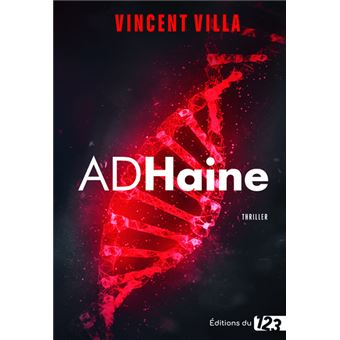 VINCENT VILLA
ADHaine
THRILLER
Éditions du 123